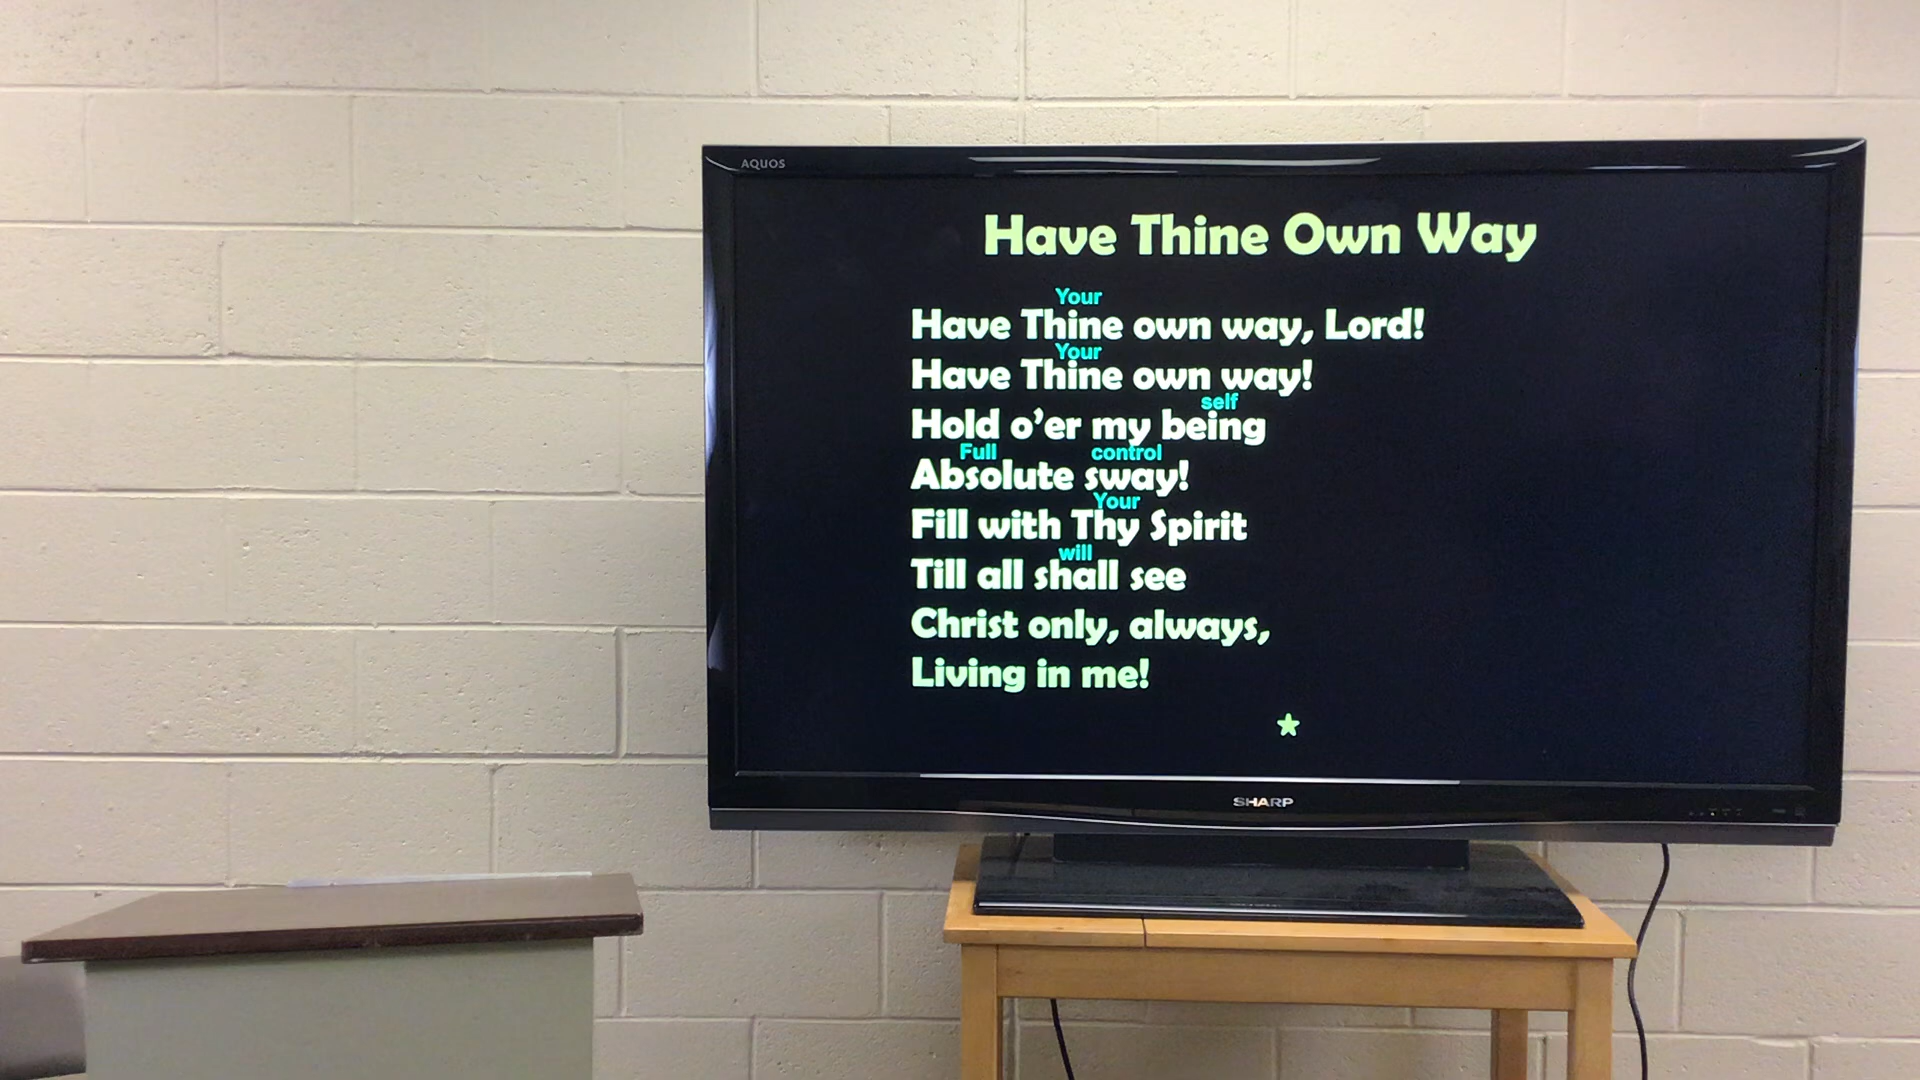 AQUOS
Have Thine Own Way
Your
Have Thine own way, Lord!
Your
Have Thine own way!
self
Hold o'er my being
Full control
Absolute sway!
Your
Fill with Thy Spirit
will
Till all shall see
Christ only, always,
Living in me!
SHARP